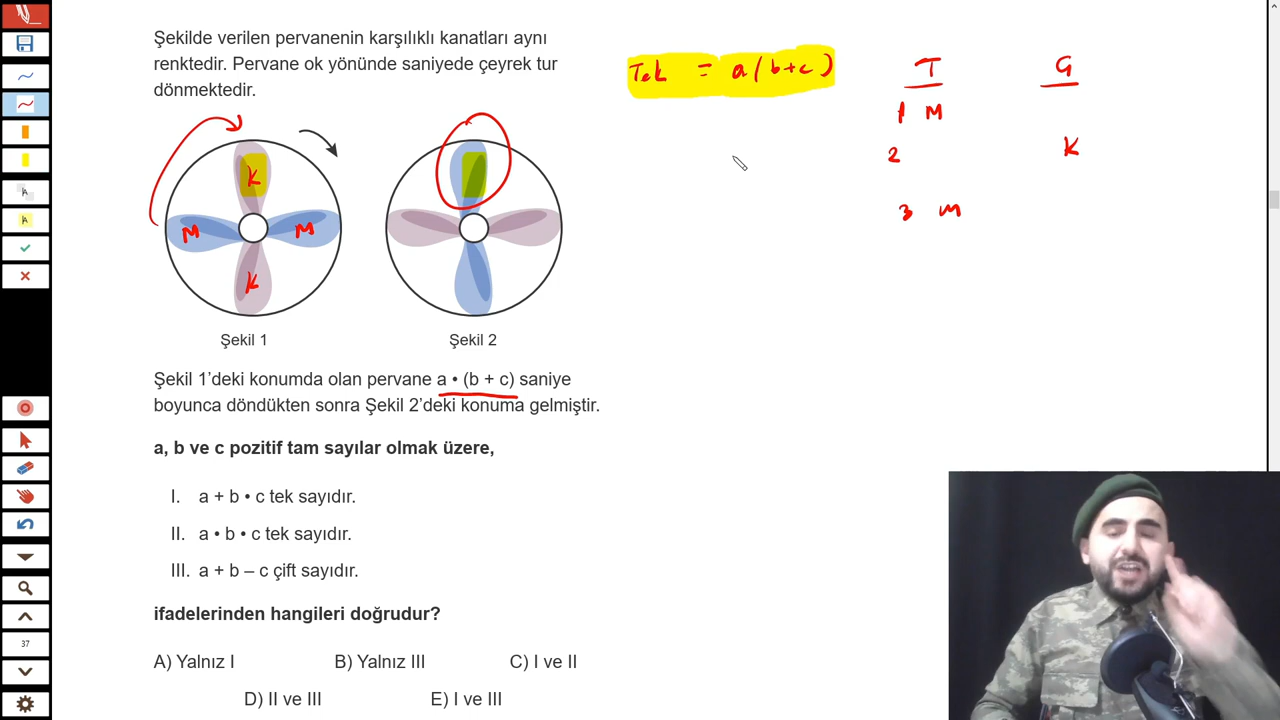 Şekilde verilen pervanenin karşılıklı kanatları aynı
renktedir. Pervane ok yönünde saniyede çeyrek tur
dönmektedir.
Tek = a(b+c)
T
G
1 M
2
K
3 M
K
M
M
K
Şekil 1
Şekil 2
Şekil 1'deki konumda olan pervane a • (b + c) saniye
boyunca döndükten sonra Şekil 2'deki konuma gelmiştir.
a, b ve c pozitif tam sayılar olmak üzere,
I. a + b • c tek sayıdır.
II. a • b • c tek sayıdır.
III. a + b – c çift sayıdır.
ifadelerinden hangileri doğrudur?
A) Yalnız I
B) Yalnız III
C) I ve II
D) II ve III
E) I ve III
A
A
37